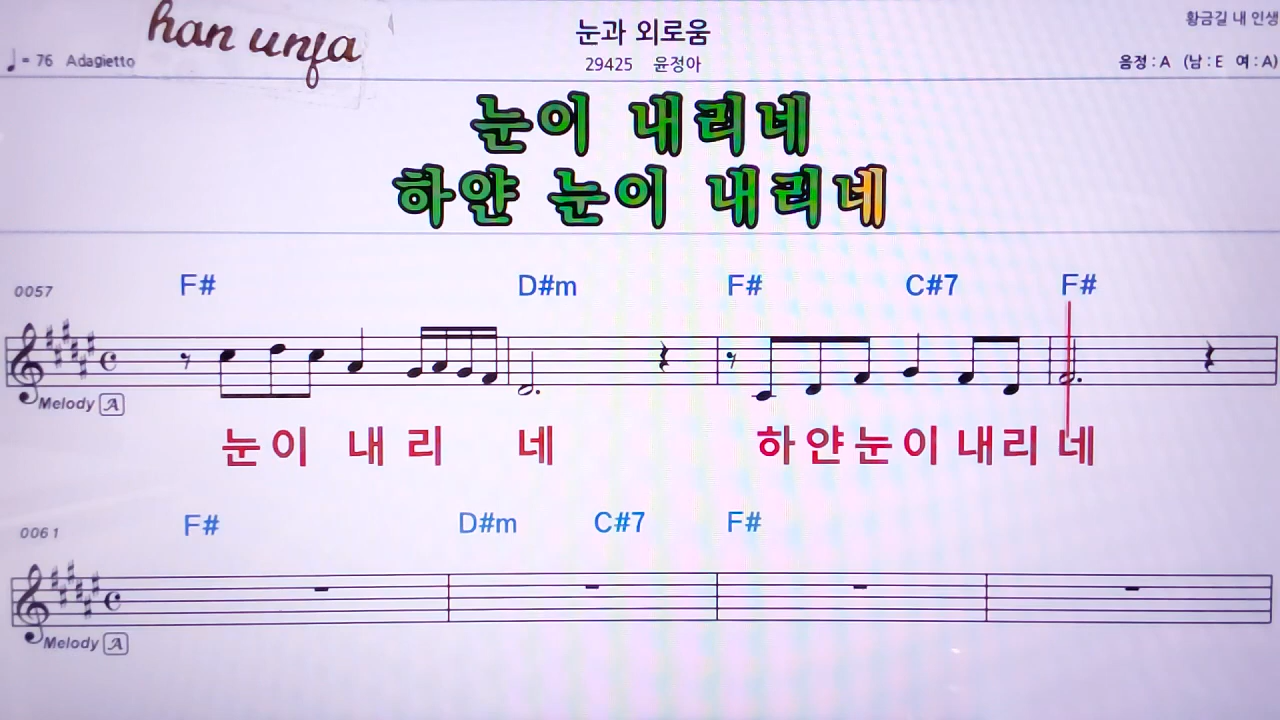 han unfa
눈과 외로움
황금길 내 인생
♩= 76 Adagietto
29425 윤정아
음정 : A (남 : E 여 : A)
눈이 내리네
하얀 눈이 내리네
0057 F# D#m F# C#7 F#
Melody A
눈이 내리 네 하얀눈이 내리 네
0061 F# D#m C#7 F#
Melody A